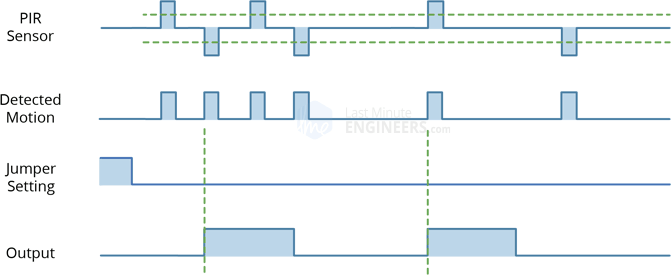 PIR
Sensor
Detected
Motion
Last Minute
ENGINEERS.com
Jumper
Setting
Output